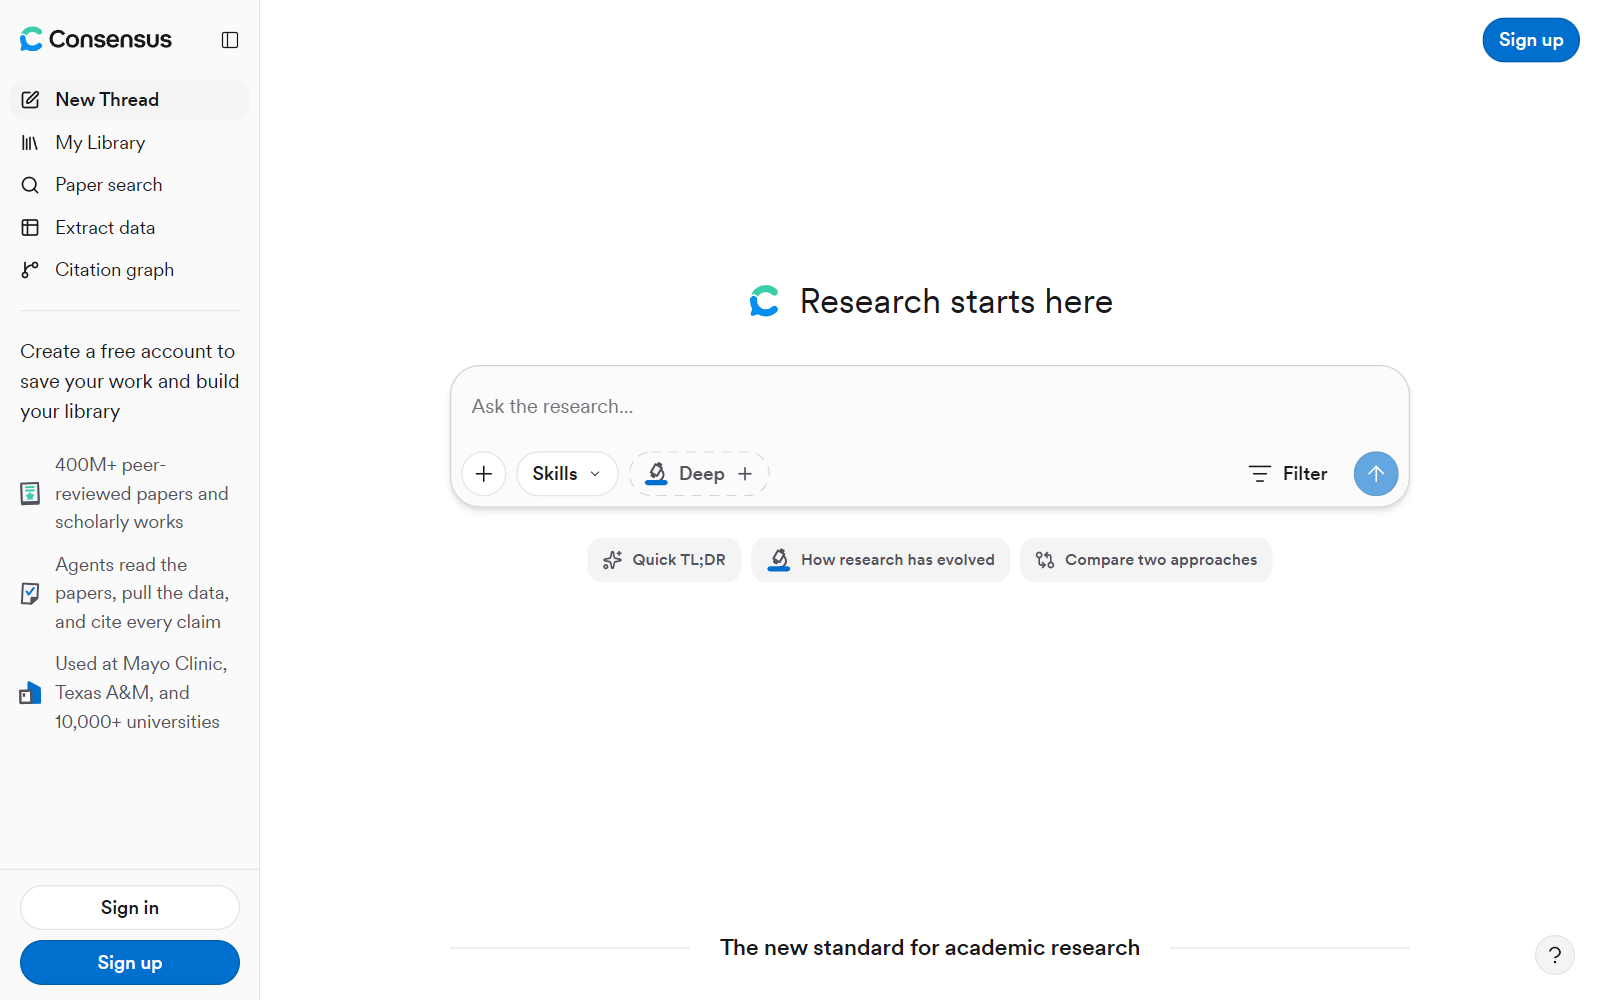 Consensus
New Thread
My Library
Paper search
Extract data
Citation graph
Create a free account to
save your work and build
your library
400M+ peer-
reviewed papers and
scholarly works
Agents read the
papers, pull the data,
and cite every claim
Used at Mayo Clinic,
Texas A&M, and
10,000+ universities
Sign in
Sign up
Sign up
Research starts here
Ask the research...
Skills
Deep
Filter
Quick TL;DR
How research has evolved
Compare two approaches
The new standard for academic research
?